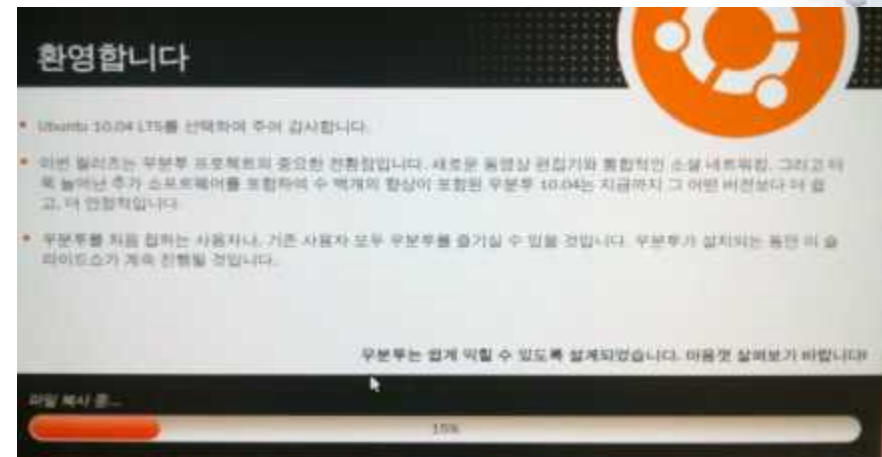 환영합니다
Ubuntu 10.04 LTS를 선택하여 주어 감사합니다.
이번 릴리즈는 우분투 프로젝트의 중요한 전환점입니다. 새로운 동영상 편집기와 통합적인 소셜 네트워킹, 그리고 더
욱 늘어난 추가 소프트웨어를 포함하여 수 백개의 향상이 포함된 우분투 10.04는 지금까지 그 어떤 버전보다 더 쉽
고, 더 안정적입니다.
우분투를 처음 접하는 사용자나, 기존 사용자 모두 우분투를 즐기실 수 있을 것입니다. 우분투가 설치되는 동안 이 슬
라이드쇼가 계속 진행될 것입니다.
우분투는 쉽게 익힐 수 있도록 설계되었습니다. 마음껏 살펴보기 바랍니다!
파일 복사 중...
15%